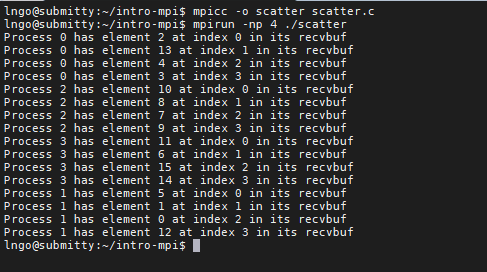 lngo@submitty:~/intro-mpi$ mpicc -o scatter scatter.c
lngo@submitty:~/intro-mpi$ mpirun -np 4 ./scatter
Process 0 has element 2 at index 0 in its recvbuf
Process 0 has element 13 at index 1 in its recvbuf
Process 0 has element 4 at index 2 in its recvbuf
Process 0 has element 3 at index 3 in its recvbuf
Process 2 has element 10 at index 0 in its recvbuf
Process 2 has element 8 at index 1 in its recvbuf
Process 2 has element 7 at index 2 in its recvbuf
Process 2 has element 9 at index 3 in its recvbuf
Process 3 has element 11 at index 0 in its recvbuf
Process 3 has element 6 at index 1 in its recvbuf
Process 3 has element 15 at index 2 in its recvbuf
Process 3 has element 14 at index 3 in its recvbuf
Process 1 has element 5 at index 0 in its recvbuf
Process 1 has element 1 at index 1 in its recvbuf
Process 1 has element 0 at index 2 in its recvbuf
Process 1 has element 12 at index 3 in its recvbuf
lngo@submitty:~/intro-mpi$